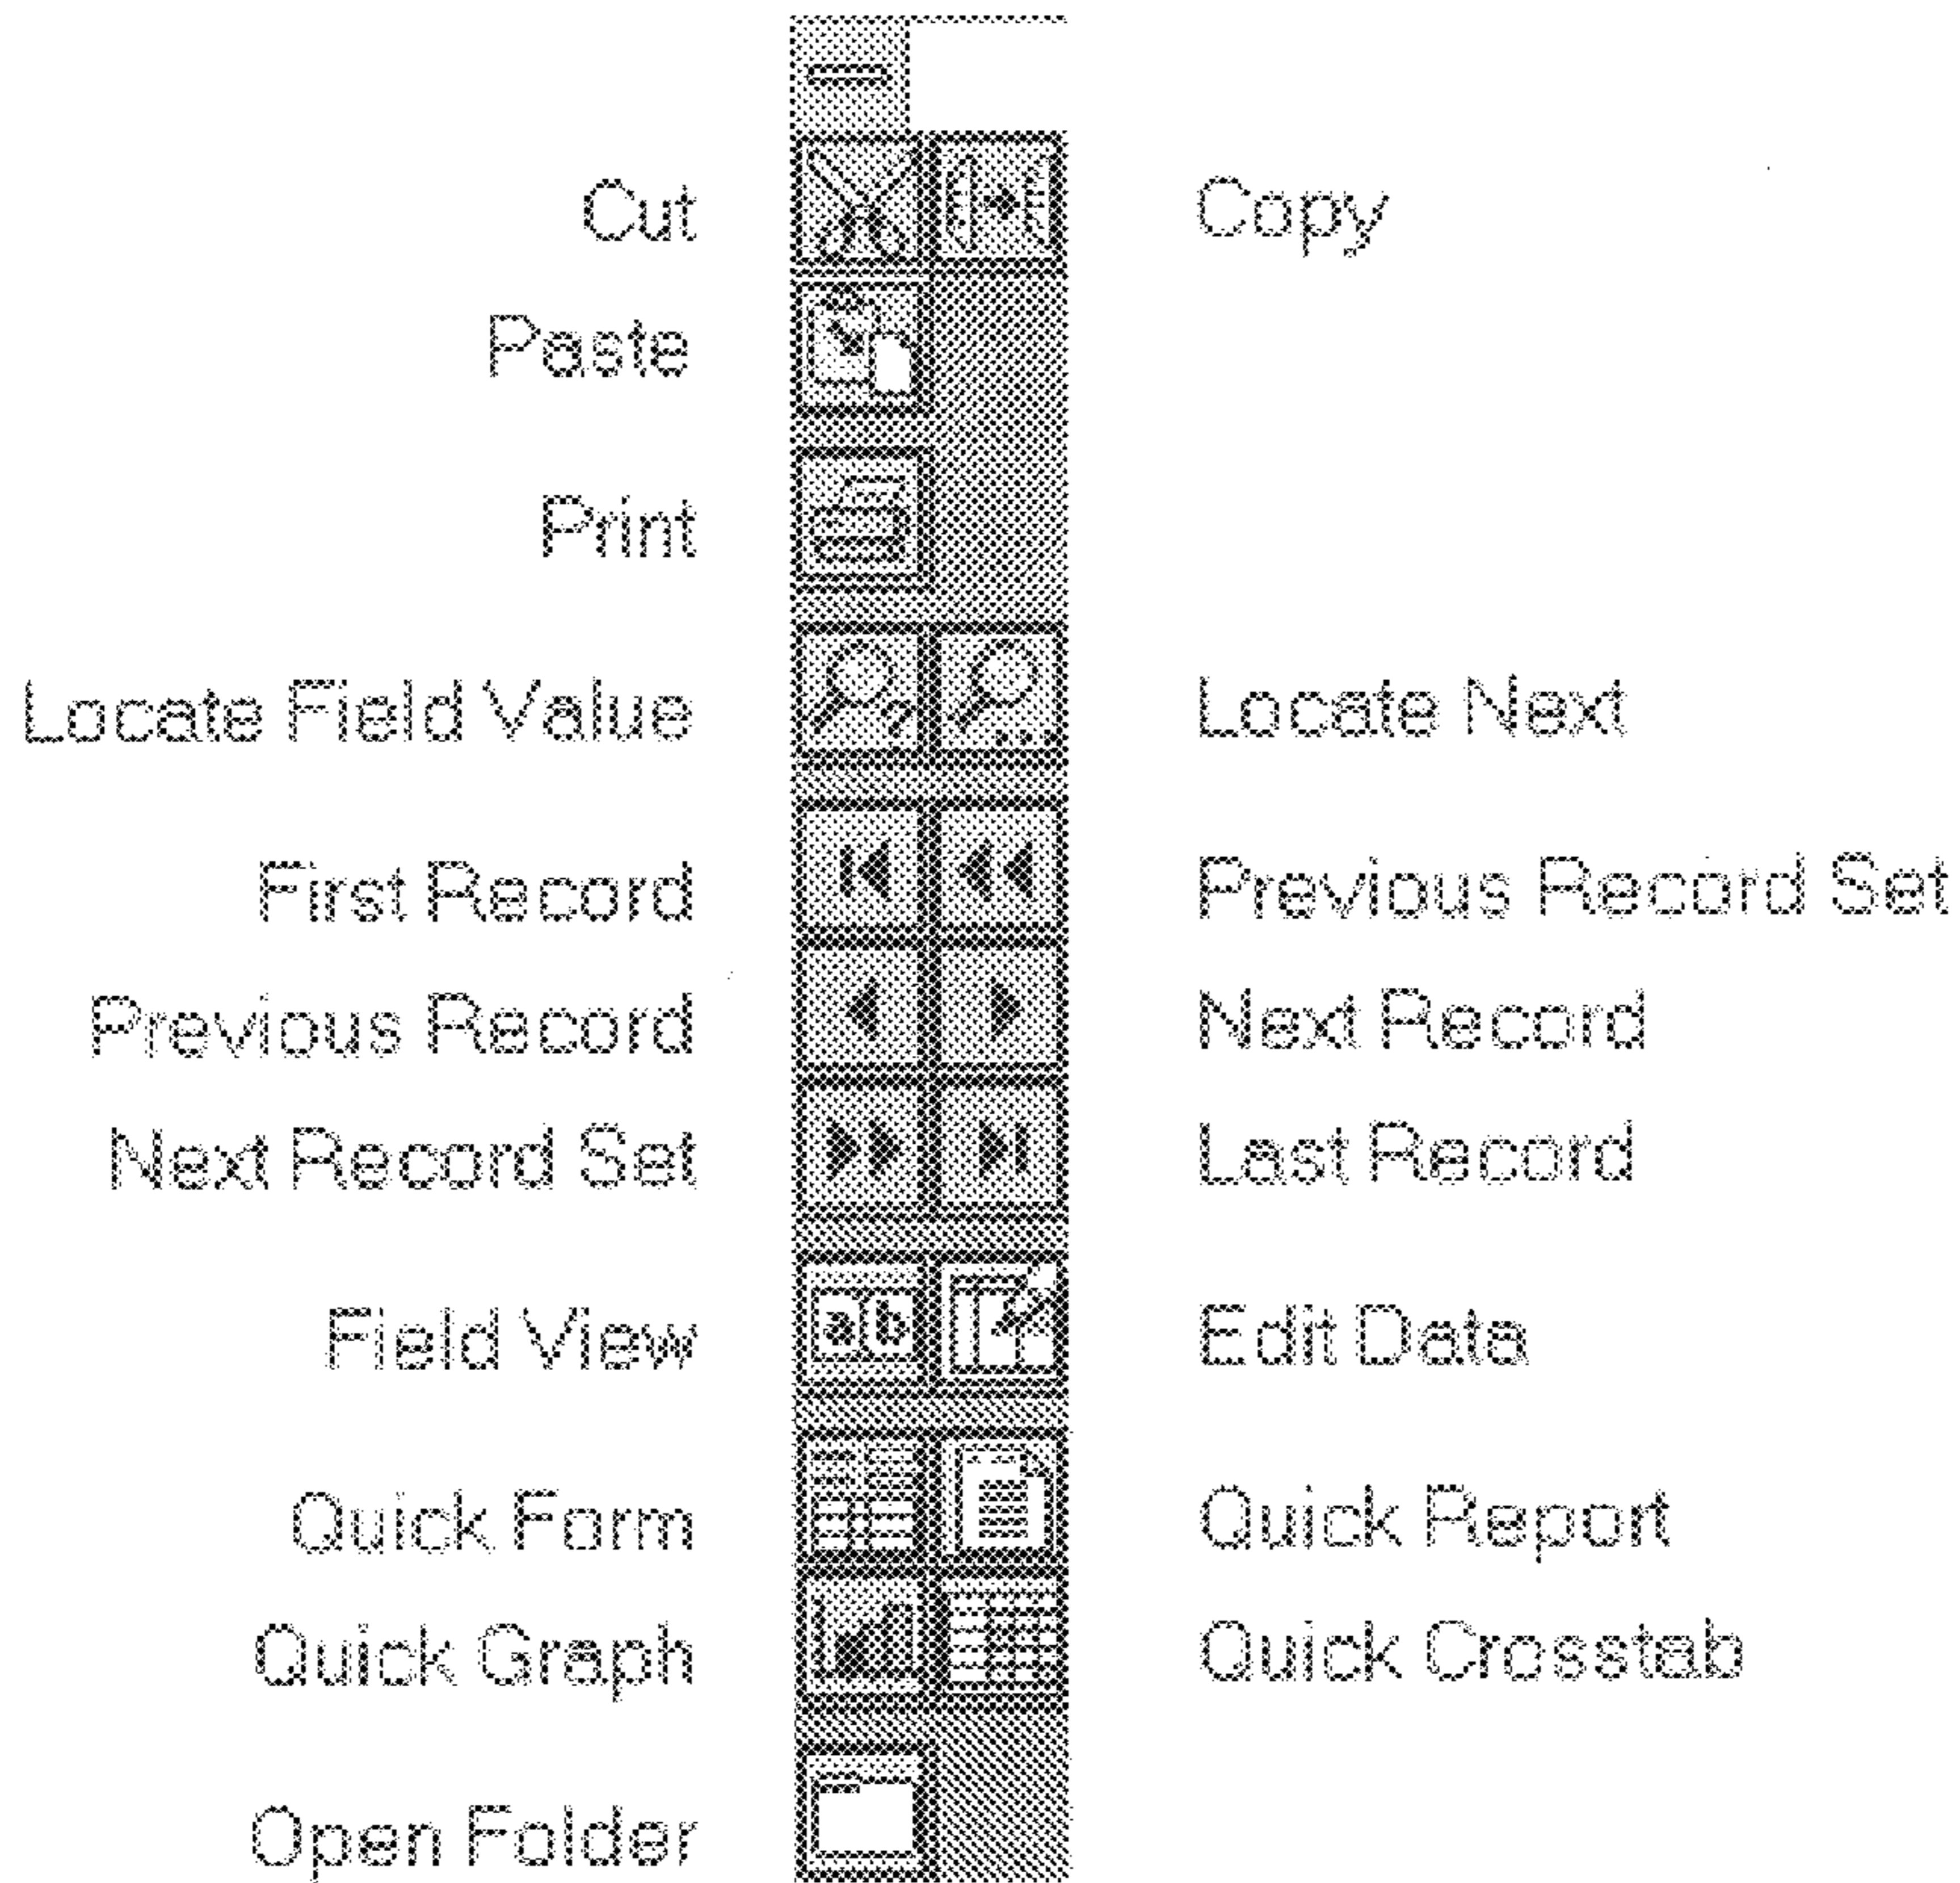 Cut Copy
Paste
Print
Locate Field Value Locate Next
First Record Previous Record Set
Previous Record Next Record
Next Record Set Last Record
a b
Field View Edit Data
Quick Form Quick Report
Quick Graph Quick Crosstab
Open Folder